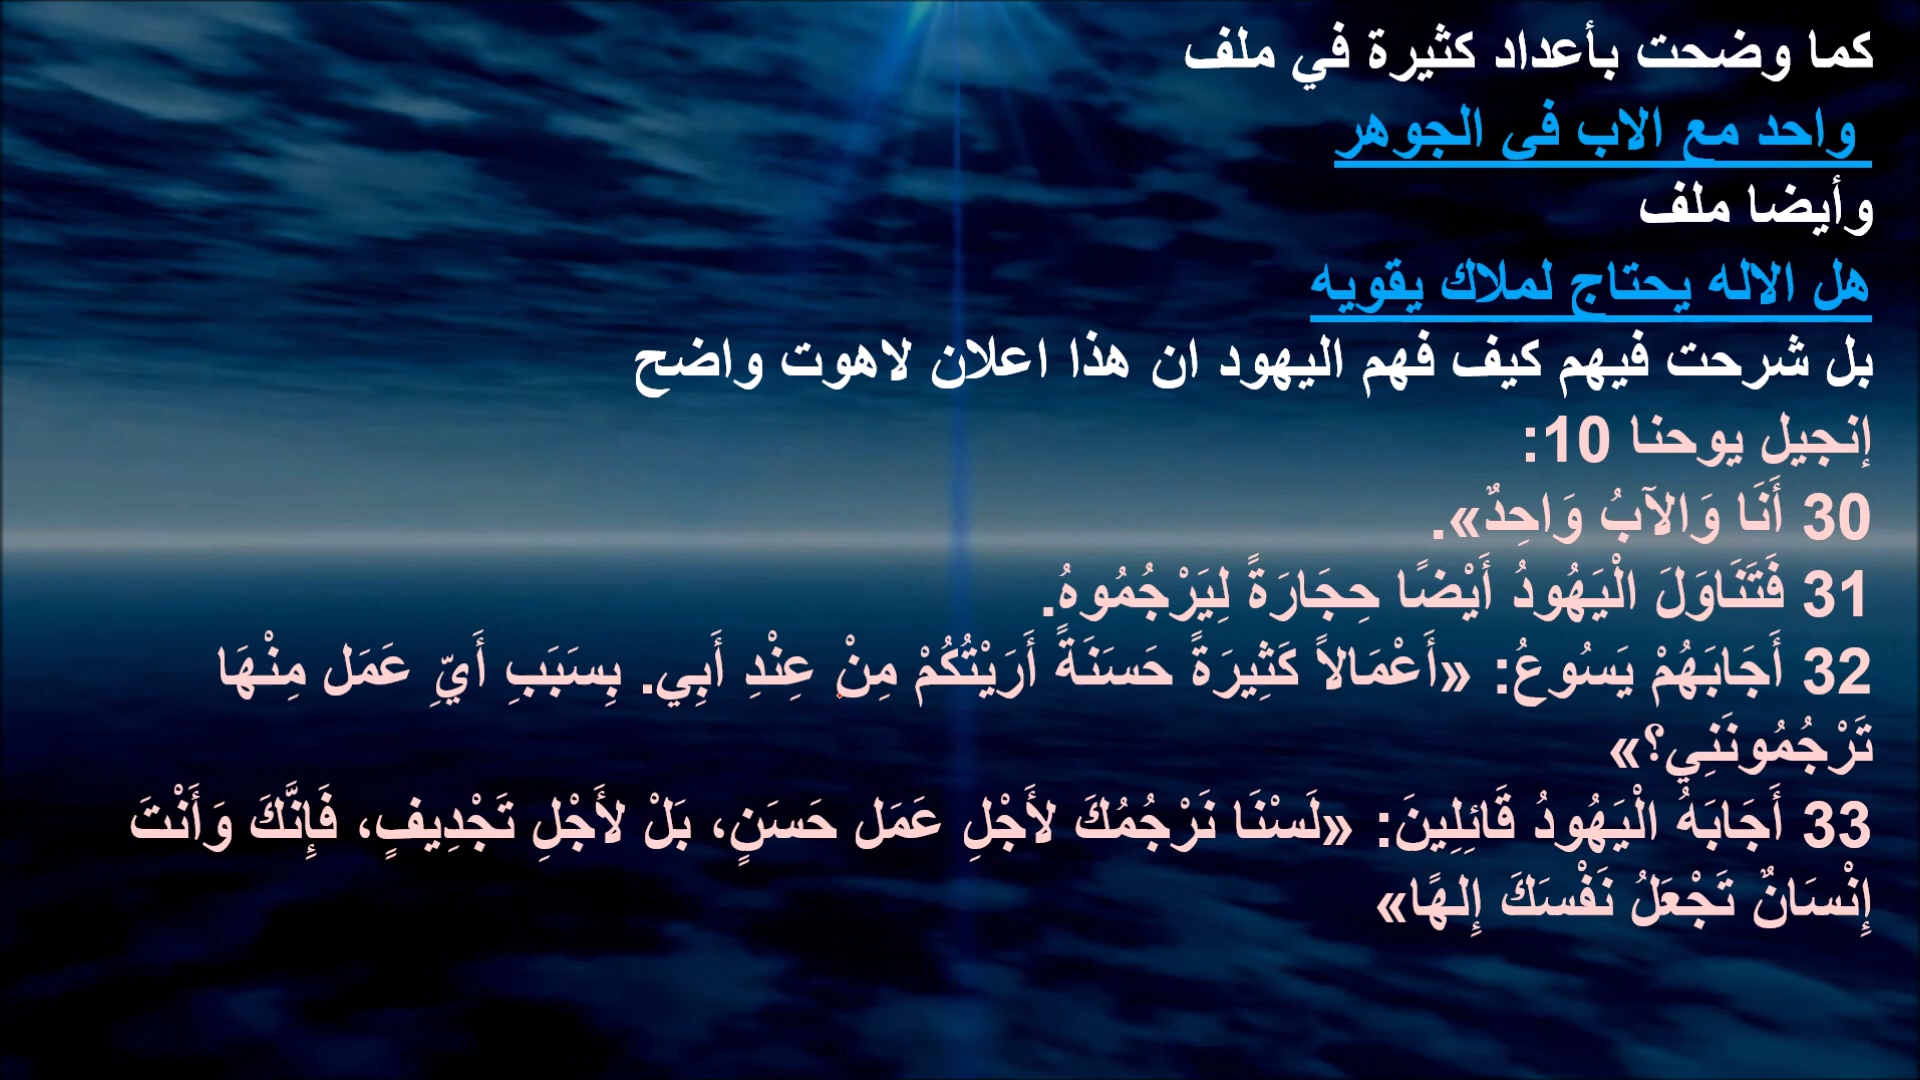 كما وضحت بأعداد كثيرة في ملف
واحد مع الاب في الجوهر
وأيضا ملف
هل الاله يحتاج لملاك يقويه
بل شرحت فيهم كيف فهم اليهود ان هذا اعلان لاهوت واضح
إنجيل يوحنا 10:
30 أَنَا وَالآبُ وَاحِدٌ».
31 فَتَنَاوَلَ الْيَهُودُ أَيْضًا حِجَارَةً لِيَرْجُمُوهُ.
32 أَجَابَهُمْ يَسُوعُ: «أَعْمَالاً كَثِيرَةً حَسَنَةً أَرَيْتُكُمْ مِنْ عِنْدِ أَبِي. بِسَبَبِ أَيِّ عَمَل مِنْهَا
تَرْجُمُونَنِي؟»
33 أَجَابَهُ الْيَهُودُ قَائِلِينَ: «لَسْنَا نَرْجُمُكَ لأَجْلِ عَمَل حَسَنٍ، بَلْ لأَجْلِ تَجْدِيفٍ، فَإِنَّكَ وَأَنْتَ
إِنْسَانٌ تَجْعَلُ نَفْسَكَ إِلهًا»